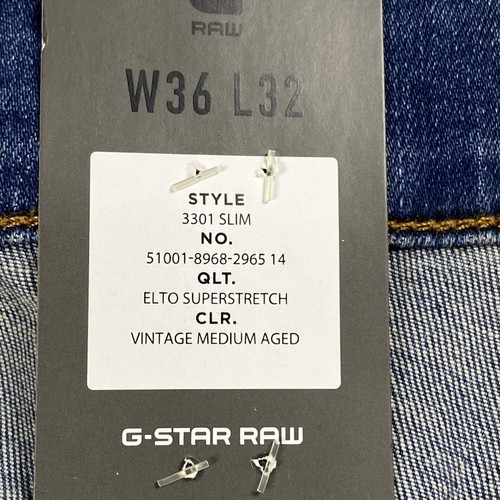 RAW
W36 L32
STYLE
3301 SLIM
NO.
51001-8968-2965 14
QLT.
ELTO SUPERSTRETCH
CLR.
VINTAGE MEDIUM AGED
G-STAR RAW